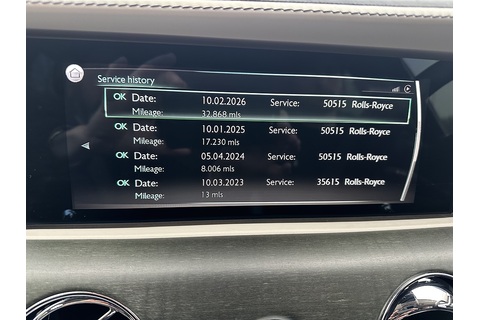 Service history
OK Date: 10.02.2026 Service: 50515 Rolls-Royce
Mileage: 32.868 mls
OK Date: 10.01.2025 Service: 50515 Rolls-Royce
Mileage: 17.230 mls
OK Date: 05.04.2024 Service: 50515 Rolls-Royce
Mileage: 8.006 mls
OK Date: 10.03.2023 Service: 35615 Rolls-Royce
Mileage: 13 mls